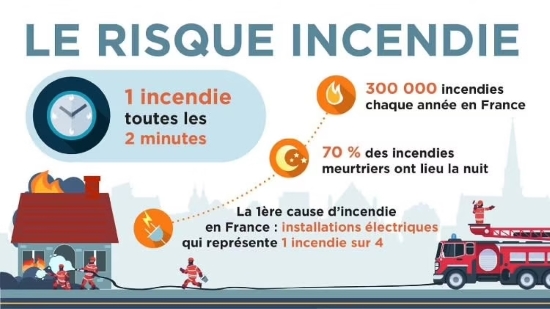 LE RISQUE INCENDIE
1 incendie
toutes les
2 minutes
300 000 incendies
chaque année en France
70 % des incendies
meurtriers ont lieu la nuit
La 1ère cause d'incendie
en France : installations électriques
qui représente 1 incendie sur 4